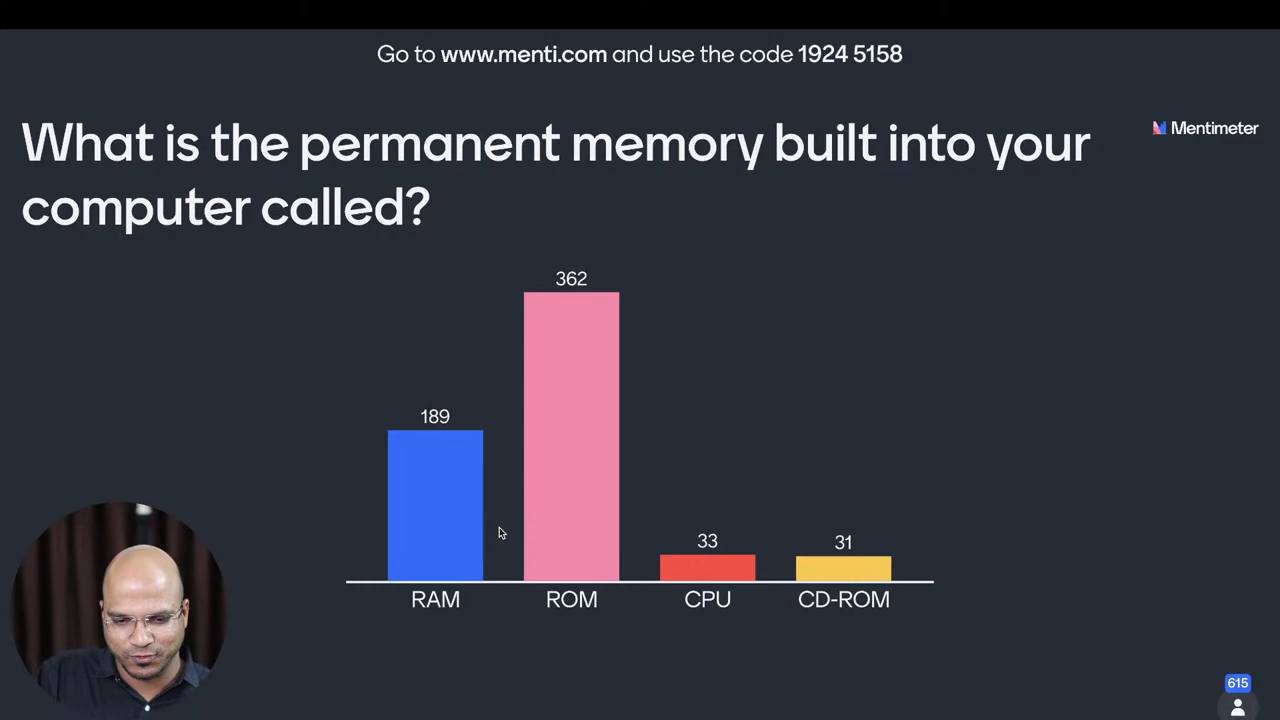 Go to www.menti.com and use the code 1924 5158
Mentimeter
What is the permanent memory built into your
computer called?
362
189
33
31
RAM
ROM
CPU
CD-ROM
615